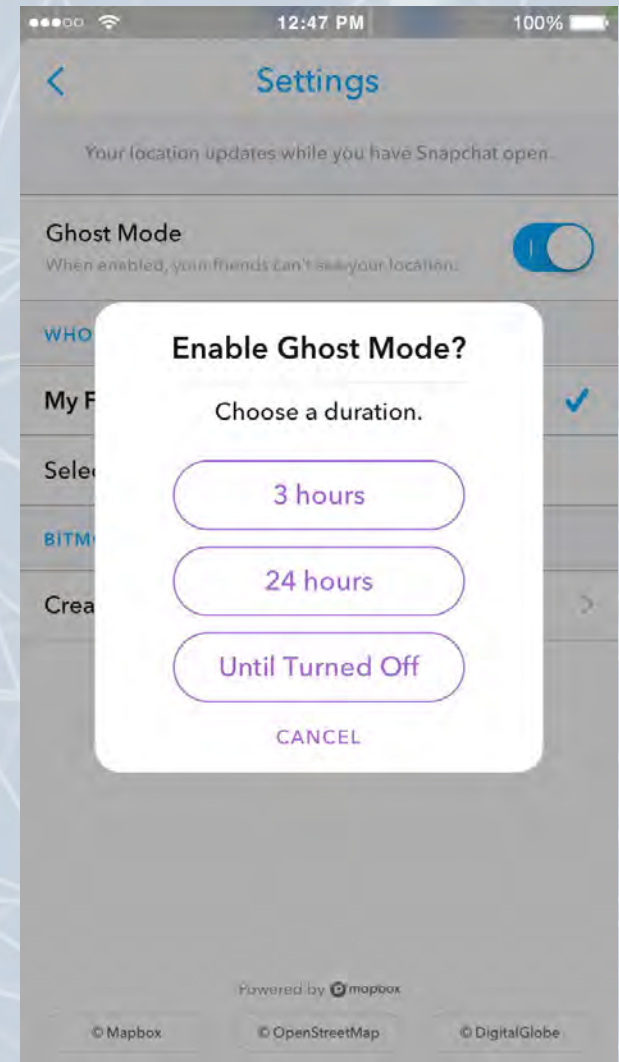 12:47 PM 100%
Settings
Your location updates while you have Snapchat open.
Ghost Mode
When enabled, your friends can't see your location.
WHO
Enable Ghost Mode?
My F
Choose a duration.
Sele
3 hours
BITM
24 hours
Crea
Until Turned Off
CANCEL
Powered by mapbox
© Mapbox © OpenStreetMap © DigitalGlobe